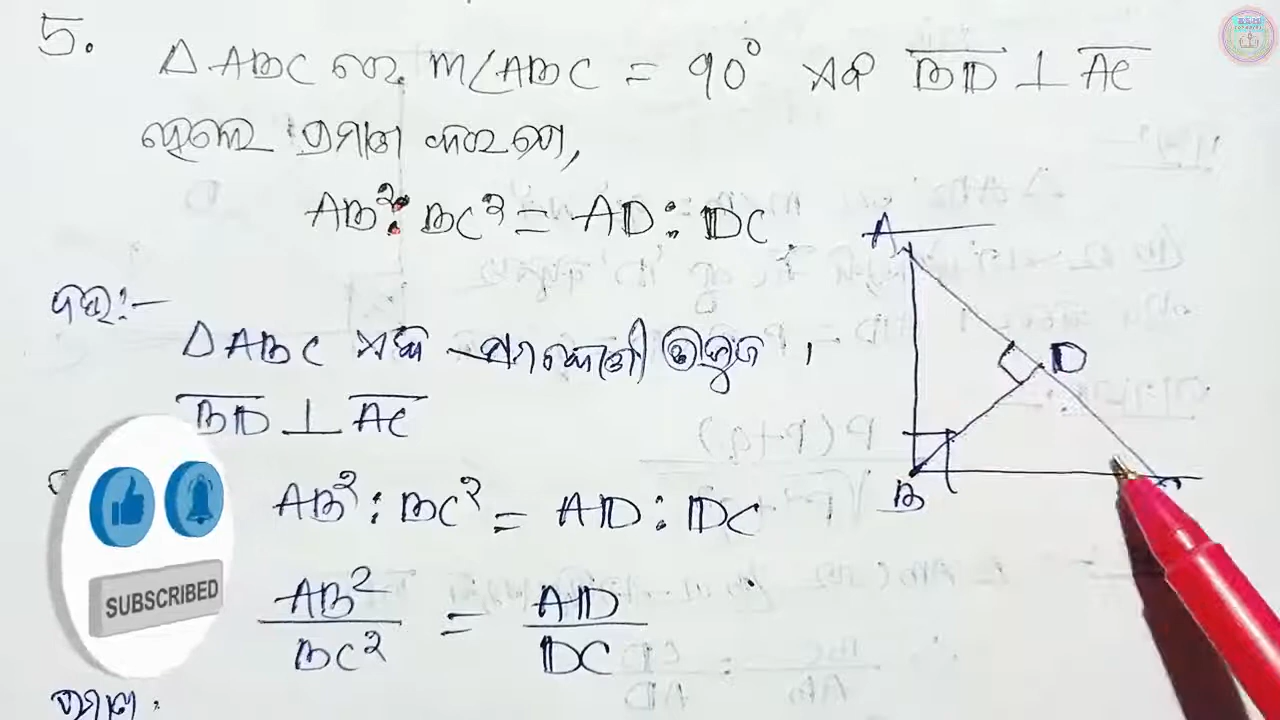 5.
Δ ABC ରେ m∠ABC = 90° ଏବଂ BD ⊥ AC
ହେଲେ ପ୍ରମାଣ କରଯେ,
AB² : BC² = AD : DC
ଦତ୍ତ :-
Δ ABC ଏକ ସମକୋଣୀ ତ୍ରିଭୁଜ ।
BD ⊥ AC
AB² : BC² = AD : DC
AB² / BC² = AD / DC
ପ୍ରମାଣ :
A
D
B
SUBSCRIBED